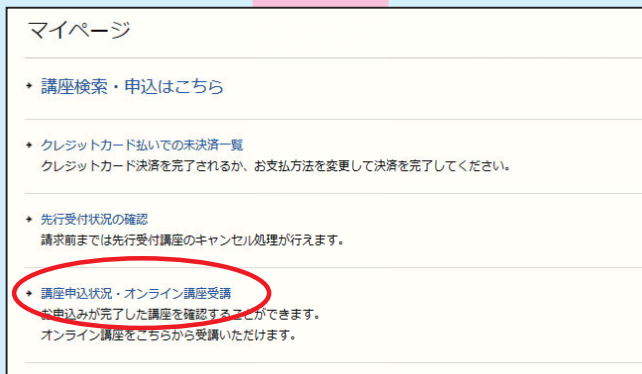 マイページ
講座検索・申込はこちら
クレジットカード払いでの未決済一覧
クレジットカード決済を完了されるか、お支払方法を変更して決済を完了してください。
先行受付状況の確認
請求前までは先行受付講座のキャンセル処理が行えます。
講座申込状況・オンライン講座受講
お申込みが完了した講座を確認することができます。
オンライン講座をこちらから受講いただけます。